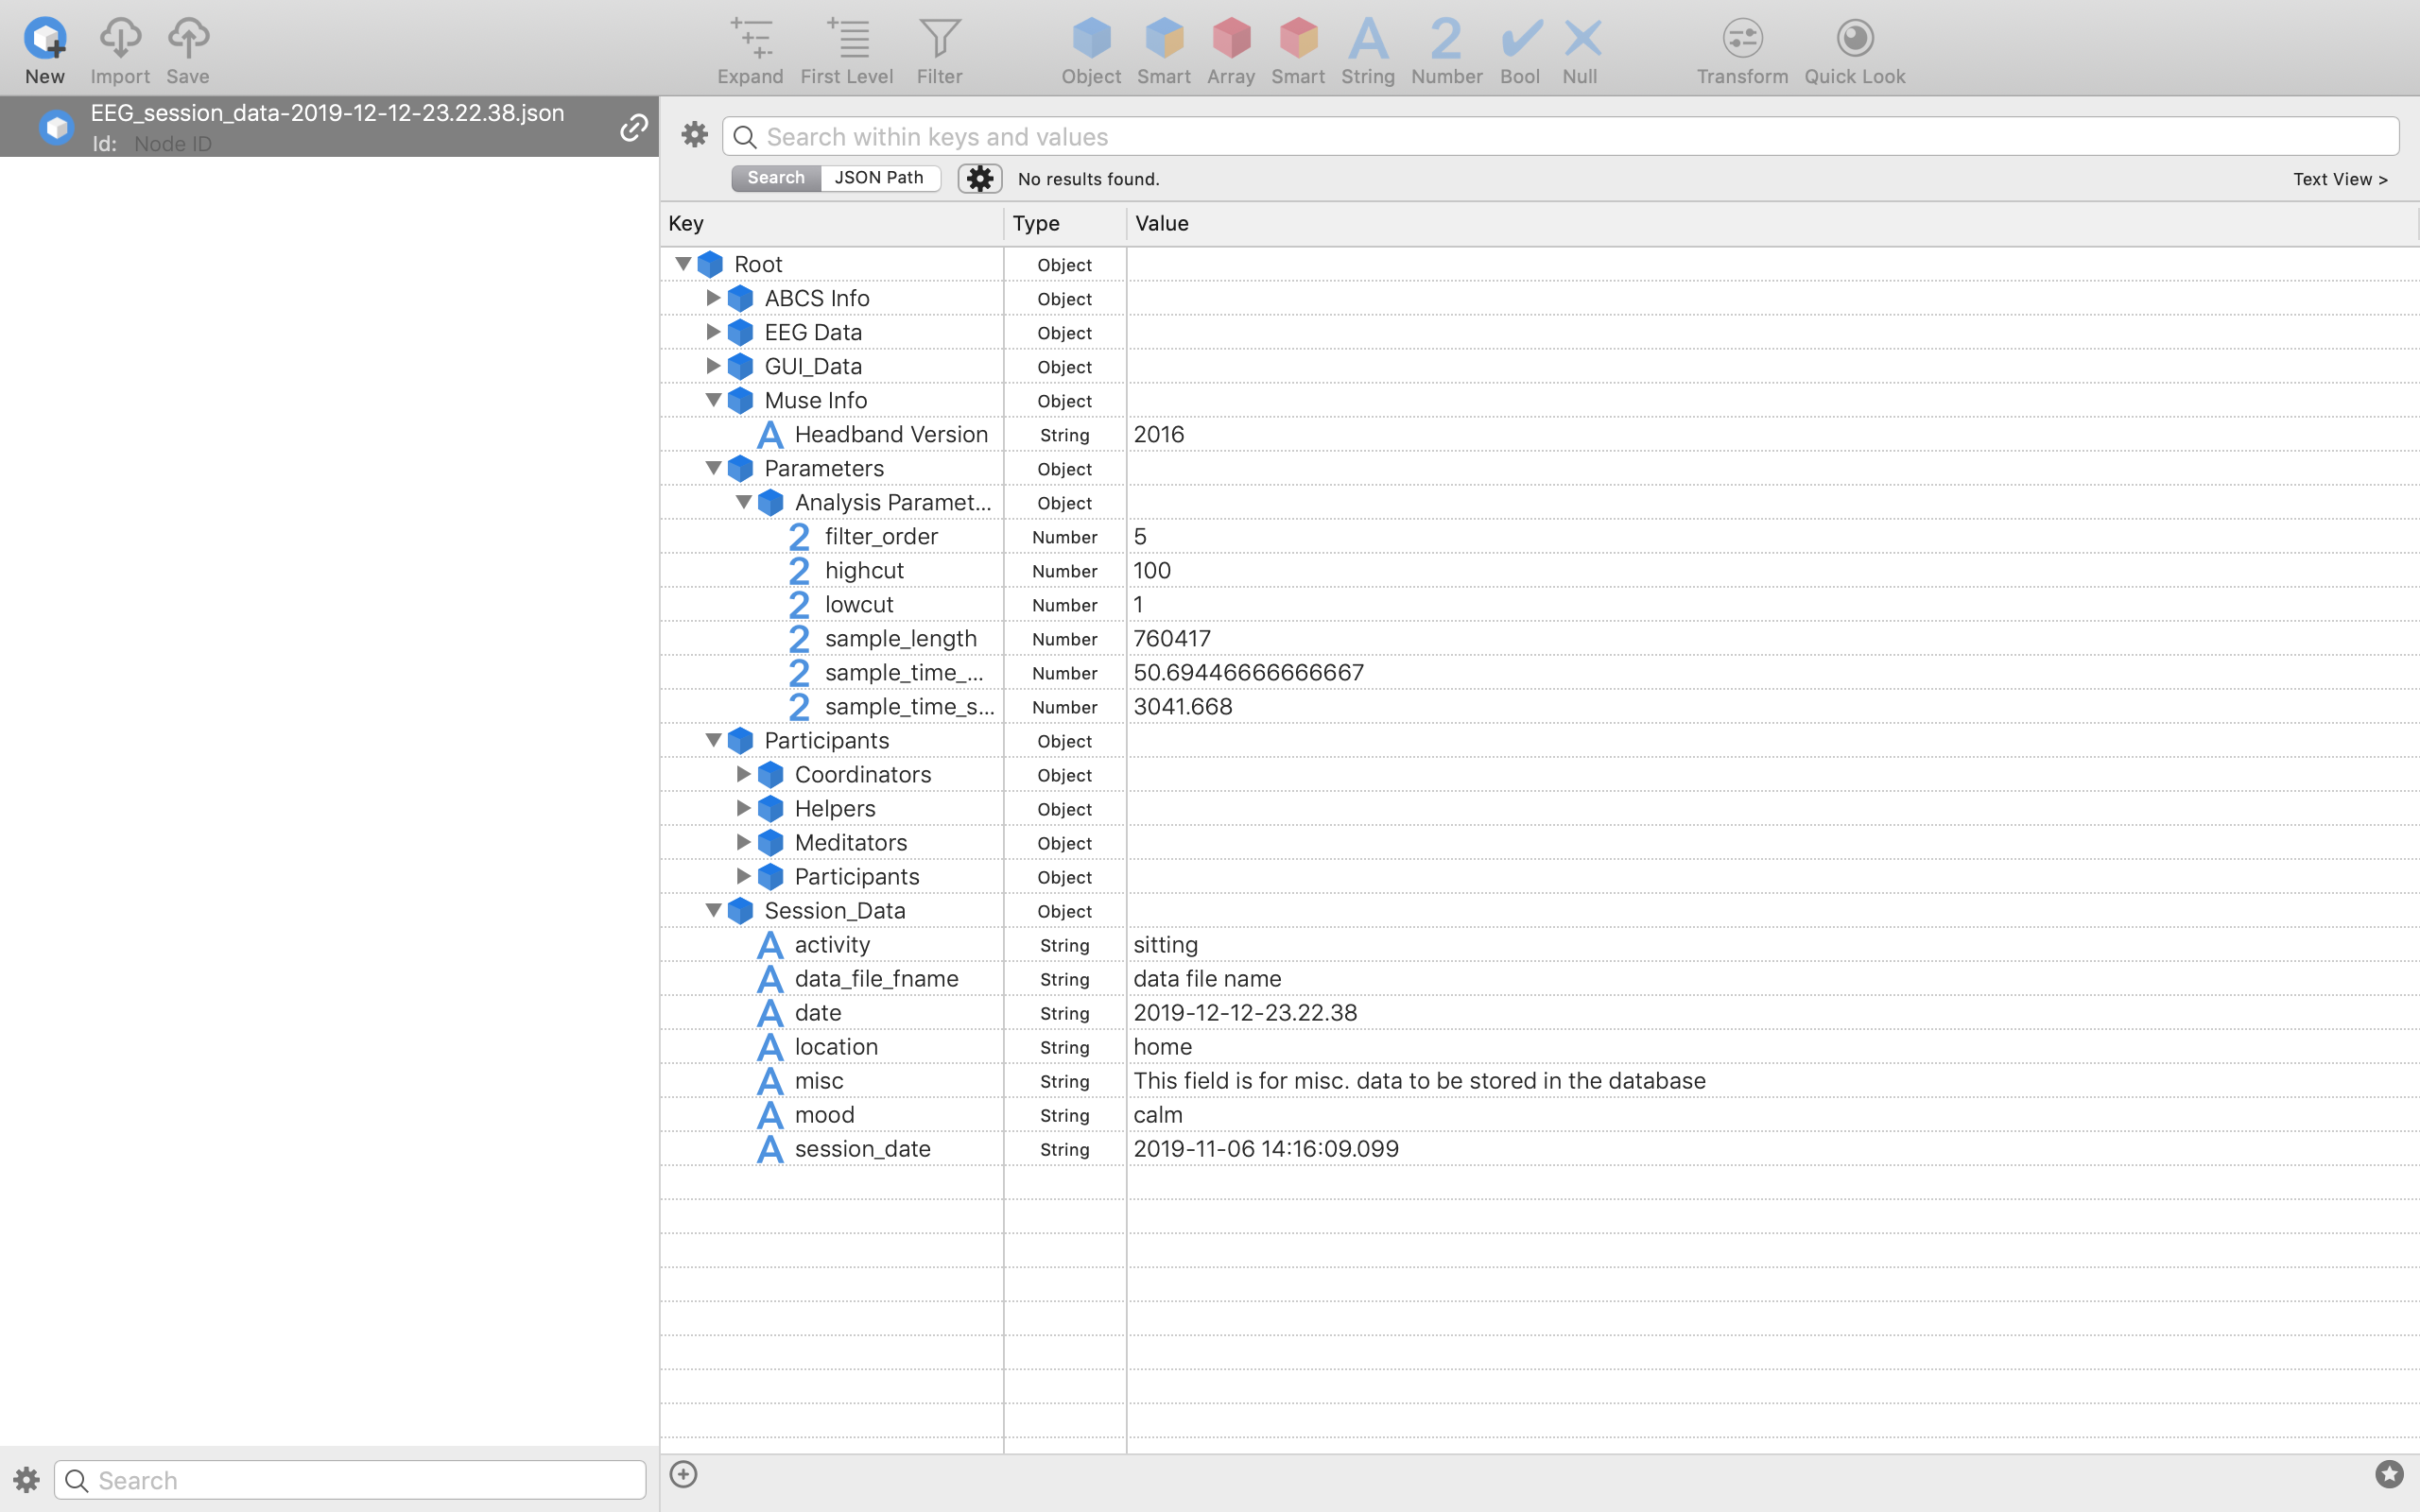 New Import Save Expand First Level Filter Object Smart Array Smart String Number Bool Null Transform Quick Look
EEG_session_data-2019-12-12-23.22.38.json
Id: Node ID
Search within keys and values
Search JSON Path No results found. Text View >
Key Type Value
Root Object
ABCS Info Object
EEG Data Object
GUI_Data Object
Muse Info Object
Headband Version String 2016
Parameters Object
Analysis Paramet... Object
filter_order Number 5
highcut Number 100
lowcut Number 1
sample_length Number 760417
sample_time_... Number 50.69446666666667
sample_time_s... Number 3041.668
Participants Object
Coordinators Object
Helpers Object
Meditators Object
Participants Object
Session_Data Object
activity String sitting
data_file_fname String data file name
date String 2019-12-12-23.22.38
location String home
misc String This field is for misc. data to be stored in the database
mood String calm
session_date String 2019-11-06 14:16:09.099
Search